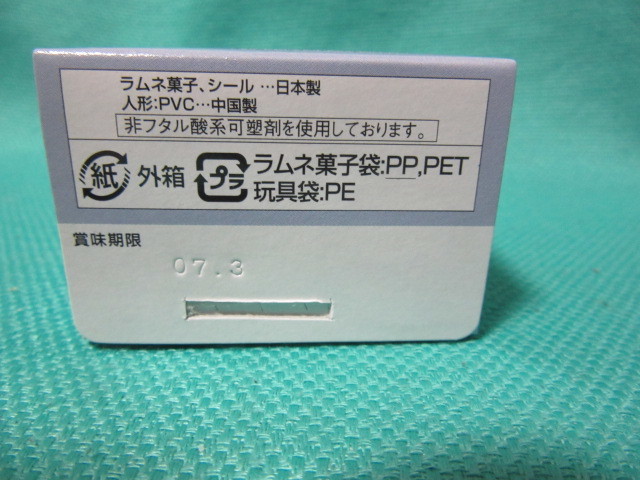 ラムネ菓子、シール…日本製
人形:PVC…中国製
非フタル酸系可塑剤を使用しております。
紙 外箱 プラ ラムネ菓子袋:PP,PET
玩具袋:PE
賞味期限
07.3